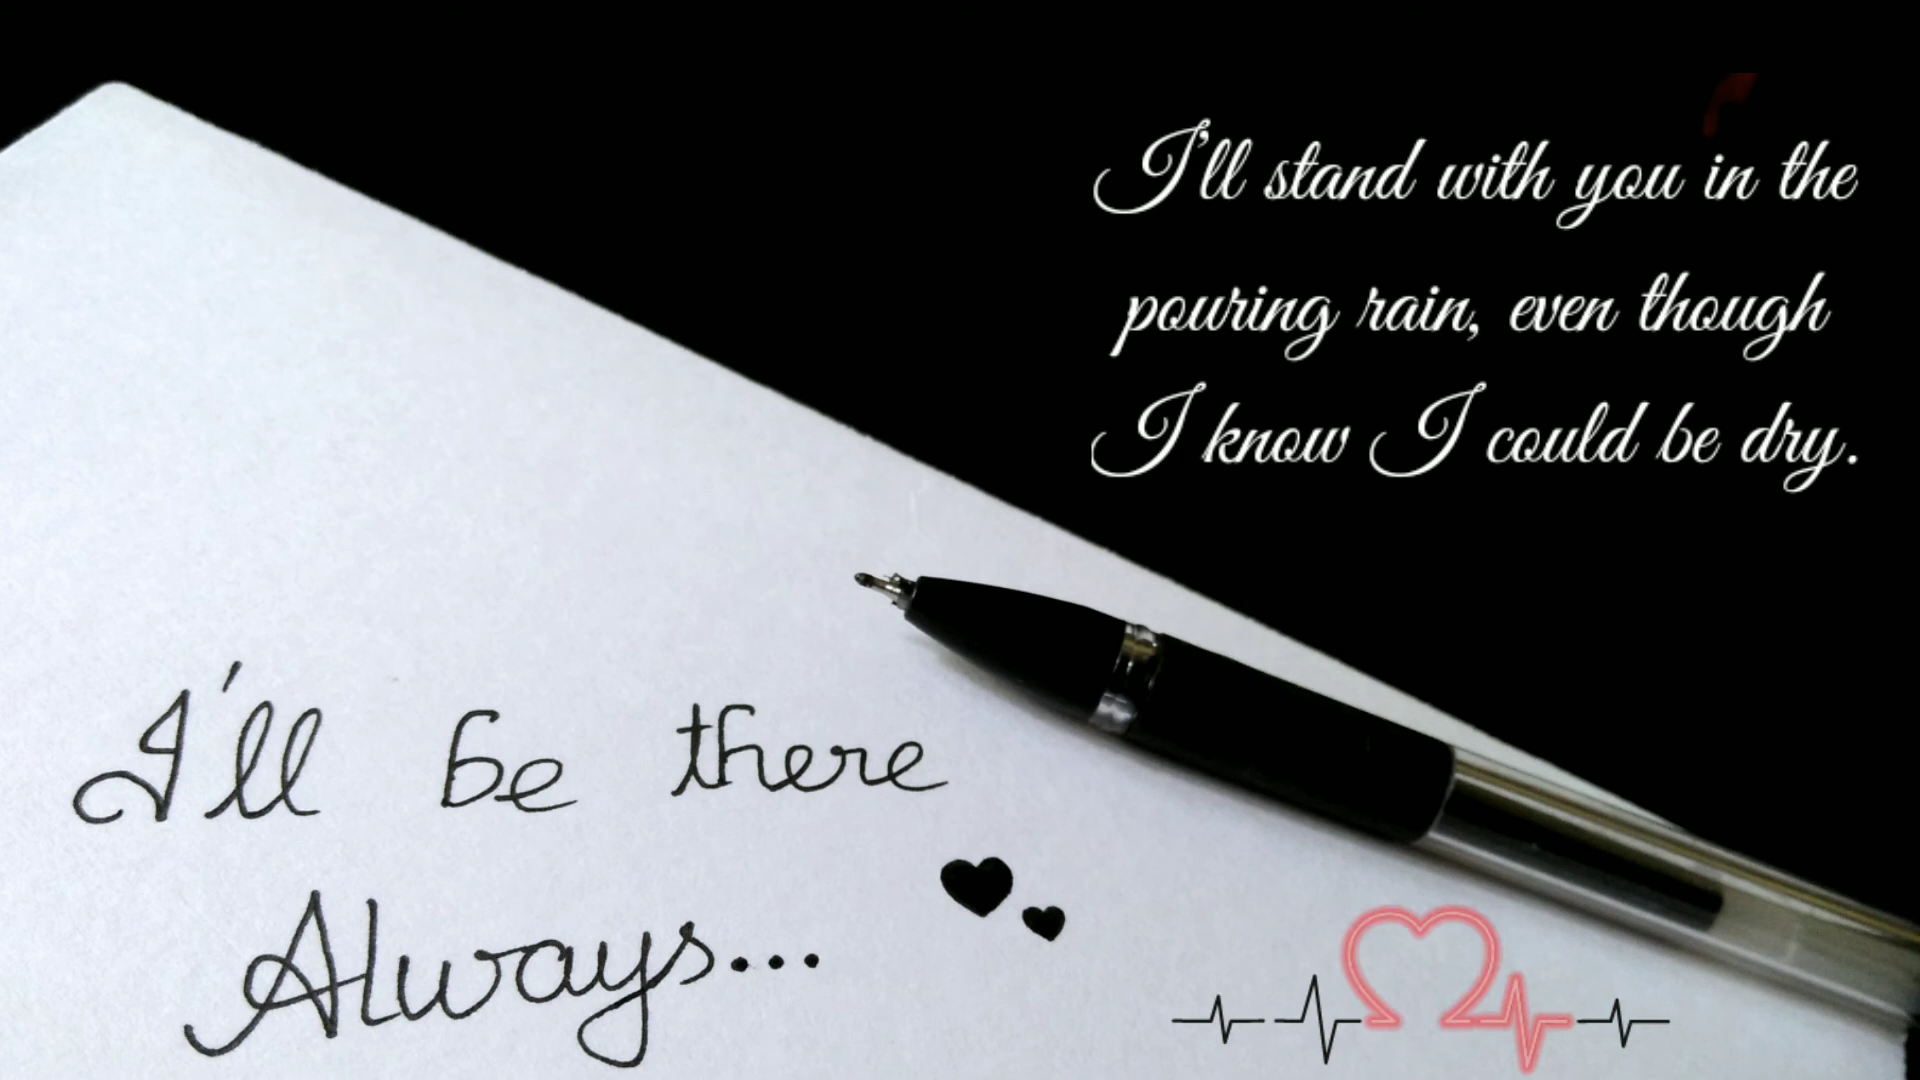 I'll stand with you in the
pouring rain, even though
I know I could be dry.
I'll be there
Always...